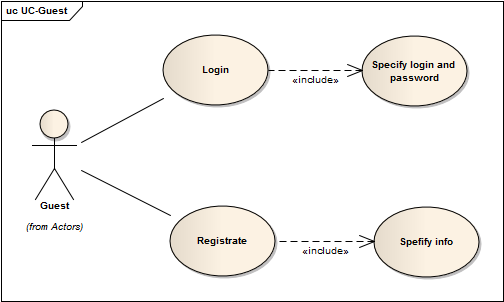 uc UC-Guest
Login
«include»
Specify login and
password
Guest
(from Actors)
Registrate
«include»
Spefify info